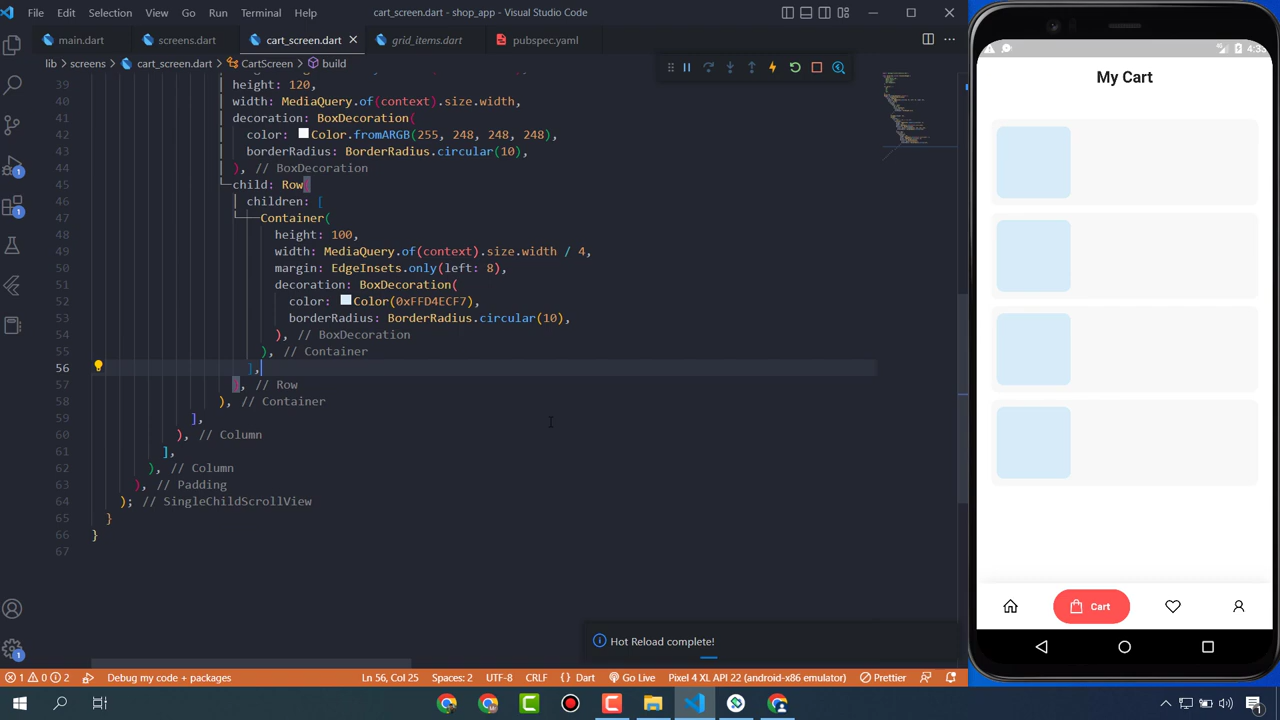 File Edit Selection View Go Run Terminal Help
cart_screen.dart - shop_app - Visual Studio Code
main.dart
screens.dart
cart_screen.dart
grid_items.dart
pubspec.yaml
lib > screens > cart_screen.dart > CartScreen > build
39
40 height: 120,
width: MediaQuery.of(context).size.width,
41 decoration: BoxDecoration(
42 color: Color.fromARGB(255, 248, 248, 248),
43 borderRadius: BorderRadius.circular(10),
44 ), // BoxDecoration
45 child: Row(
46 children: [
47 Container(
48 height: 100,
49 width: MediaQuery.of(context).size.width / 4,
50 margin: EdgeInsets.only(left: 8),
51 decoration: BoxDecoration(
52 color: Color(0xFFD4ECF7),
53 borderRadius: BorderRadius.circular(10),
54 ), // BoxDecoration
55 ), // Container
56 ],
57 ), // Row
58 ), // Container
59 ],
60 ), // Column
61 ],
62 ), // Column
63 ), // Padding
64 ); // SingleChildScrollView
65 }
66 }
67
Hot Reload complete!
1 0 2 Debug my code + packages
Ln 56, Col 25 Spaces: 2 UTF-8 CRLF {} Dart Go Live Pixel 4 XL API 22 (android-x86 emulator) Prettier
My Cart
Cart